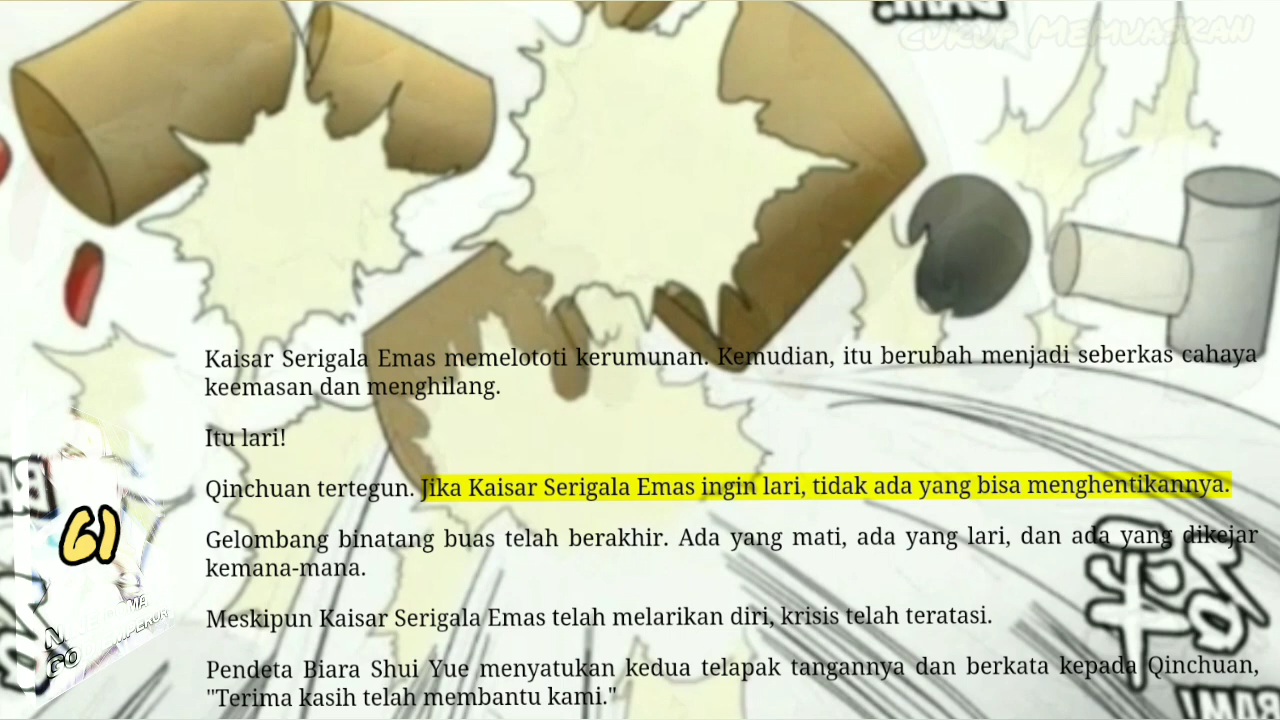 CUKUP MEMUASKAN
Kaisar Serigala Emas memelototi kerumunan. Kemudian, itu berubah menjadi seberkas cahaya
keemasan dan menghilang.
Itu lari!
Qinchuan tertegun. Jika Kaisar Serigala Emas ingin lari, tidak ada yang bisa menghentikannya.
Gelombang binatang buas telah berakhir. Ada yang mati, ada yang lari, dan ada yang dikejar
kemana-mana.
Meskipun Kaisar Serigala Emas telah melarikan diri, krisis telah teratasi.
Pendeta Biara Shui Yue menyatukan kedua telapak tangannya dan berkata kepada Qinchuan,
"Terima kasih telah membantu kami."